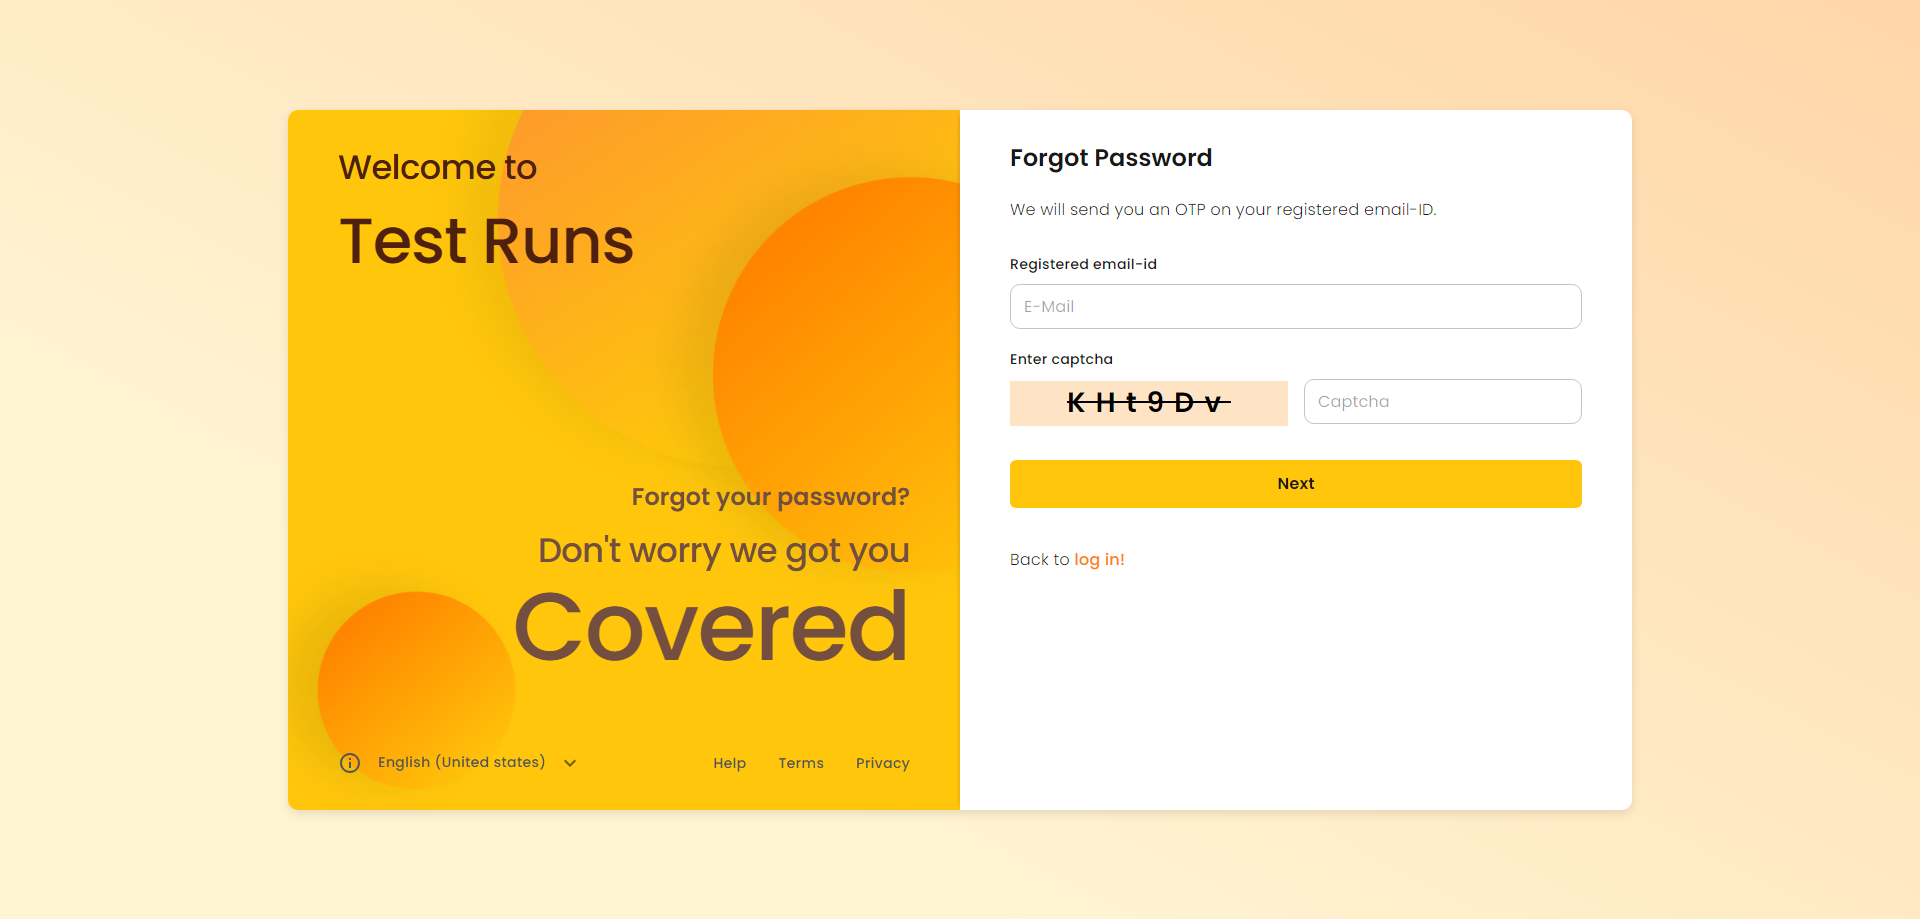 Welcome to
Test Runs
Forgot your password?
Don't worry we got you
Covered
English (United states)
Help Terms Privacy
Forgot Password
We will send you an OTP on your registered email-ID.
Registered email-id
E-Mail
Enter captcha
K H t 9 D v
Captcha
Next
Back to log in!